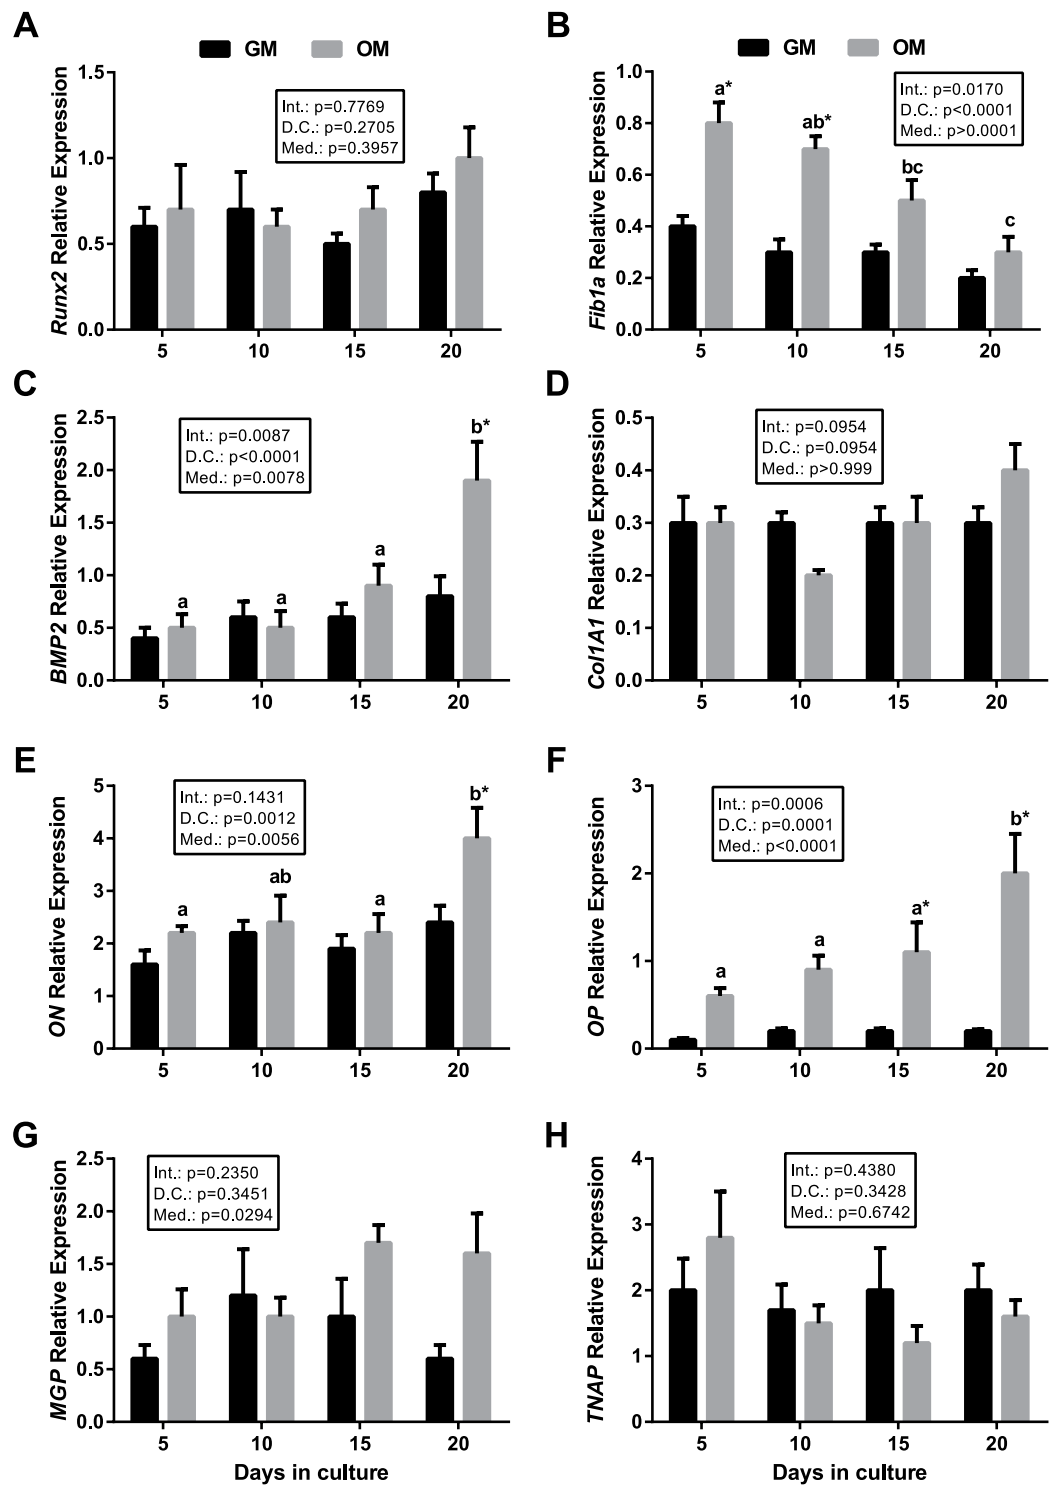 A
GM OM
Runx2 Relative Expression
1.5
1.0
0.5
0.0
Int.: p=0.7769
D.C.: p=0.2705
Med.: p=0.3957
5 10 15 20
B
GM OM
Fib1a Relative Expression
1.0
0.8
0.6
0.4
0.2
0.0
Int.: p=0.0170
D.C.: p<0.0001
Med.: p>0.0001
a* ab* bc c
5 10 15 20
C
BMP2 Relative Expression
2.5
2.0
1.5
1.0
0.5
0.0
Int.: p=0.0087
D.C.: p<0.0001
Med.: p=0.0078
a a a b*
5 10 15 20
D
Col1A1 Relative Expression
0.5
0.4
0.3
0.2
0.1
0.0
Int.: p=0.0954
D.C.: p=0.0954
Med.: p>0.999
5 10 15 20
E
ON Relative Expression
5
4
3
2
1
0
Int.: p=0.1431
D.C.: p=0.0012
Med.: p=0.0056
a ab a b*
5 10 15 20
F
OP Relative Expression
3
2
1
0
Int.: p=0.0006
D.C.: p=0.0001
Med.: p<0.0001
a a a* b*
5 10 15 20
G
MGP Relative Expression
2.5
2.0
1.5
1.0
0.5
0.0
Int.: p=0.2350
D.C.: p=0.3451
Med.: p=0.0294
5 10 15 20
Days in culture
H
TNAP Relative Expression
4
3
2
1
0
Int.: p=0.4380
D.C.: p=0.3428
Med.: p=0.6742
5 10 15 20
Days in culture